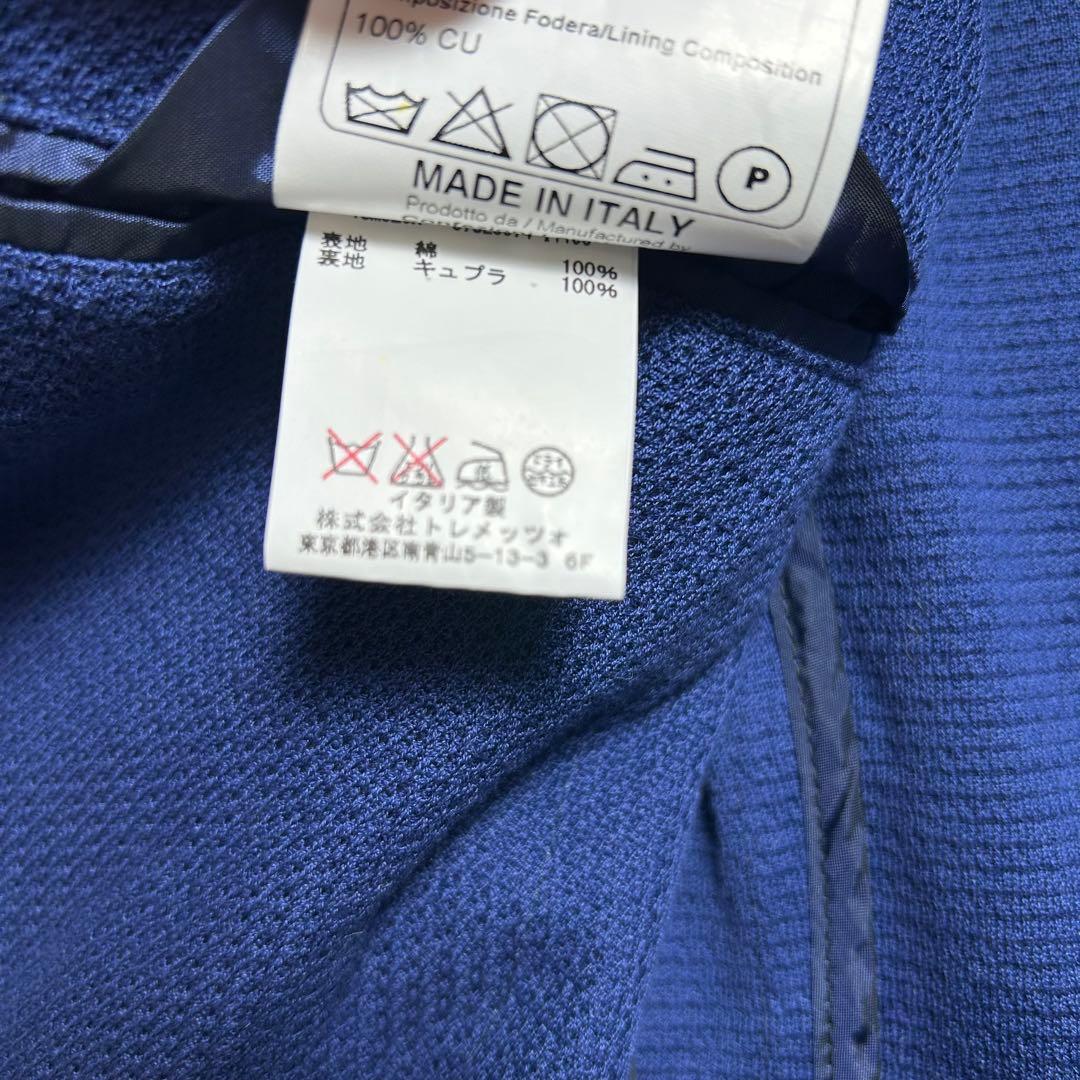 Composizione Fodera/Lining Composition
100% CU
P
MADE IN ITALY
Prodotto da / Manufactured by
表地 綿 100%
裏地 キュプラ 100%
イタリア製
株式会社トレメッツォ
東京都港区南青山5-13-3 6F